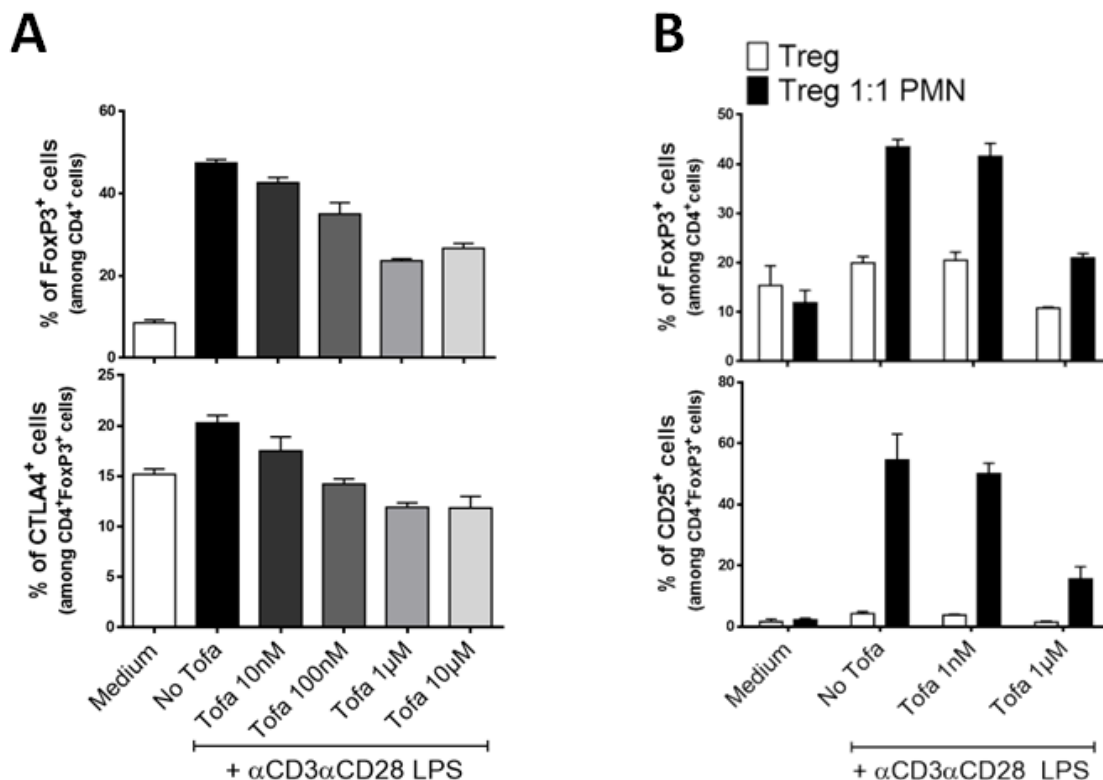 A
60
40
20
0
% of FoxP3⁺ cells
(among CD4⁺cells)
25
20
15
10
5
0
% of CTLA4⁺ cells
(among CD4⁺FoxP3⁺ cells)
Medium
No Tofa
Tofa 10nM
Tofa 100nM
Tofa 1µM
Tofa 10µM
+ αCD3αCD28 LPS
B
Treg
Treg 1:1 PMN
50
40
30
20
10
0
% of FoxP3⁺ cells
(among CD4⁺cells)
80
60
40
20
0
% of CD25⁺ cells
(among CD4⁺FoxP3⁺ cells)
Medium
No Tofa
Tofa 1nM
Tofa 1µM
+ αCD3αCD28 LPS